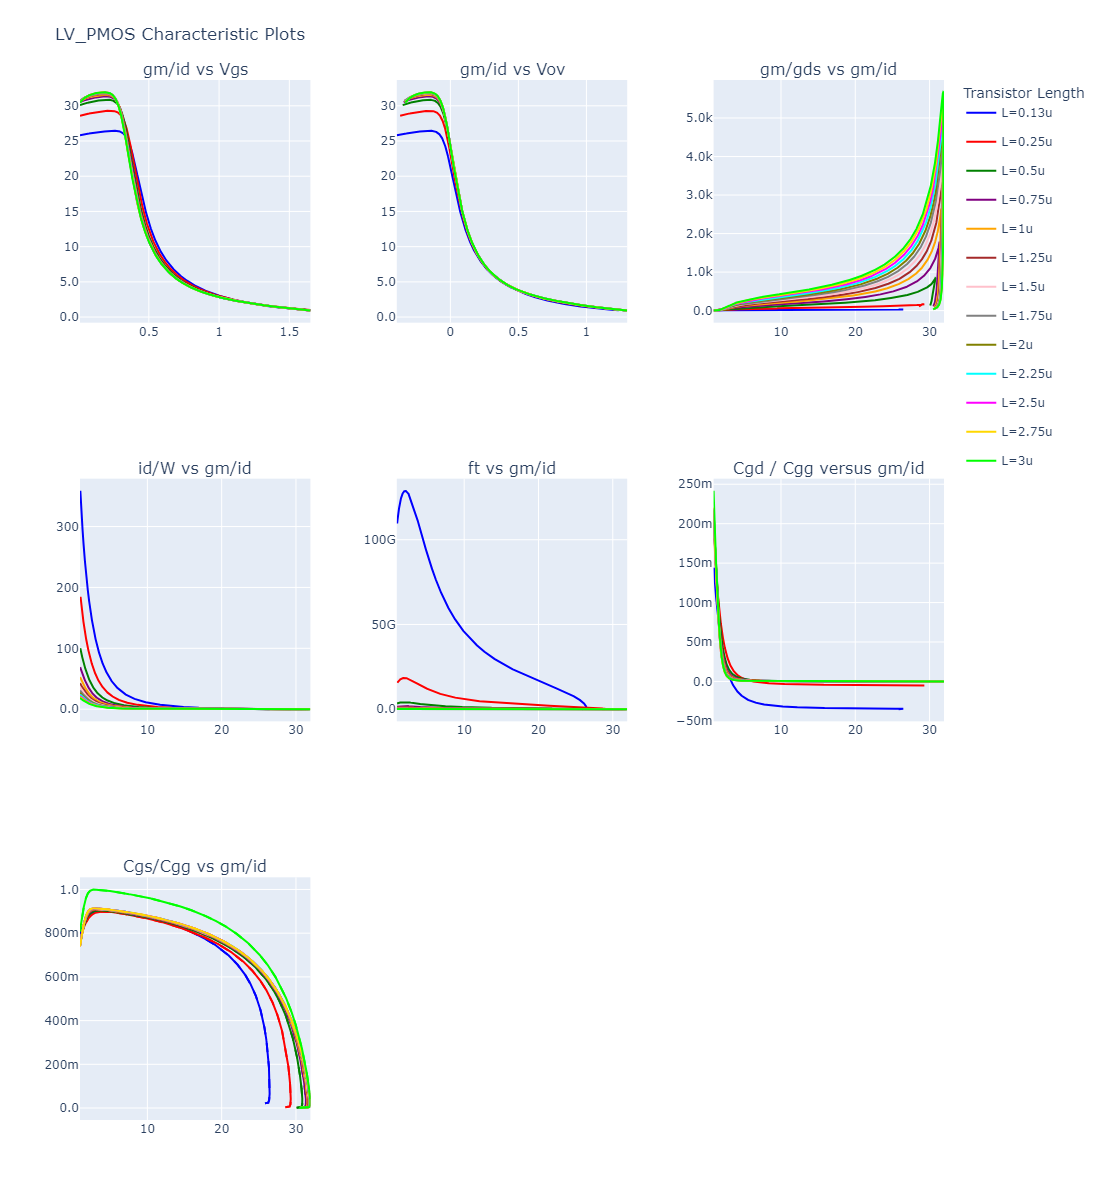 LV_PMOS Characteristic Plots
gm/id vs Vgs
gm/id vs Vov
gm/gds vs gm/id
30
25
20
15
10
5.0
0.0
0.5
1
1.5
30
25
20
15
10
5.0
0.0
0
0.5
1
5.0k
4.0k
3.0k
2.0k
1.0k
0.0
10
20
30
Transistor Length
L=0.13u
L=0.25u
L=0.5u
L=0.75u
L=1u
L=1.25u
L=1.5u
L=1.75u
L=2u
L=2.25u
L=2.5u
L=2.75u
L=3u
id/W vs gm/id
ft vs gm/id
Cgd / Cgg versus gm/id
300
200
100
0.0
10
20
30
100G
50G
0.0
10
20
30
250m
200m
150m
100m
50m
0.0
−50m
10
20
30
Cgs/Cgg vs gm/id
1.0
800m
600m
400m
200m
0.0
10
20
30